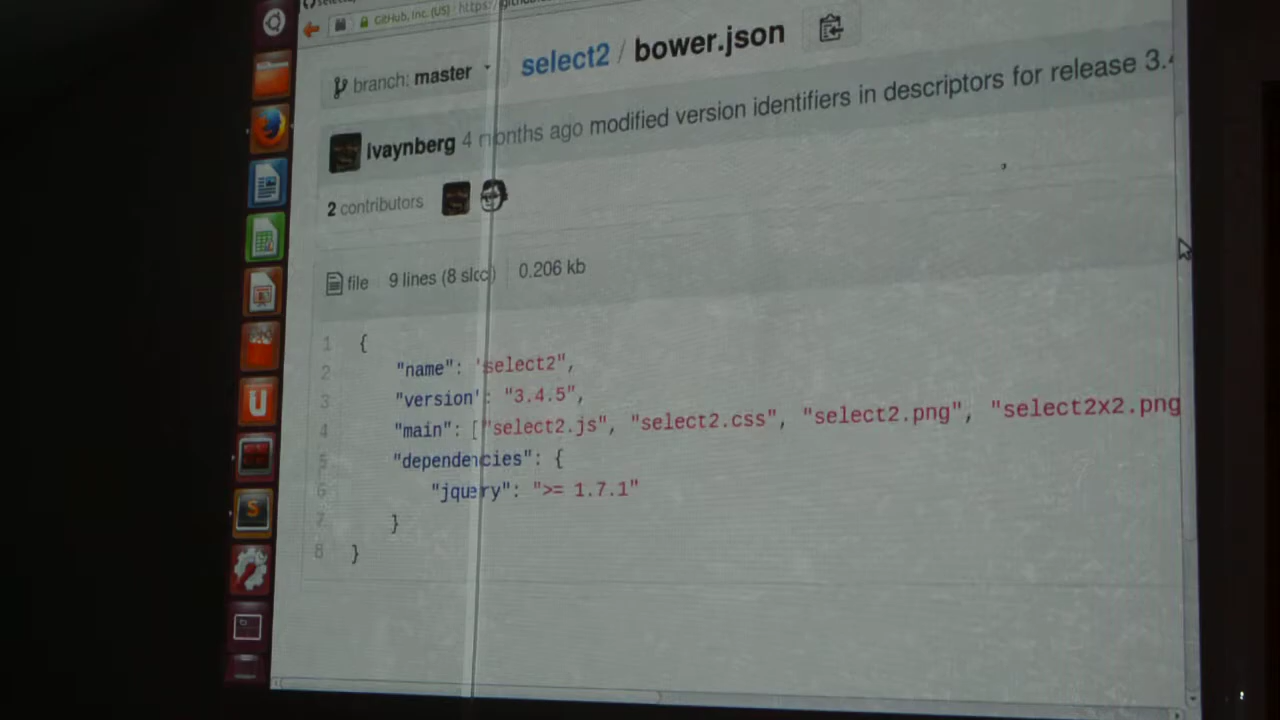 GitHub, Inc. (US) https://
branch: master
select2 / bower.json
ivaynberg 4 months ago modified version identifiers in descriptors for release 3.4
2 contributors
file 9 lines (8 sloc) 0.206 kb
1 {
2 "name": "select2",
3 "version": "3.4.5",
4 "main": ["select2.js", "select2.css", "select2.png", "select2x2.png
5 "dependencies": {
6 "jquery": ">= 1.7.1"
7 }
8 }